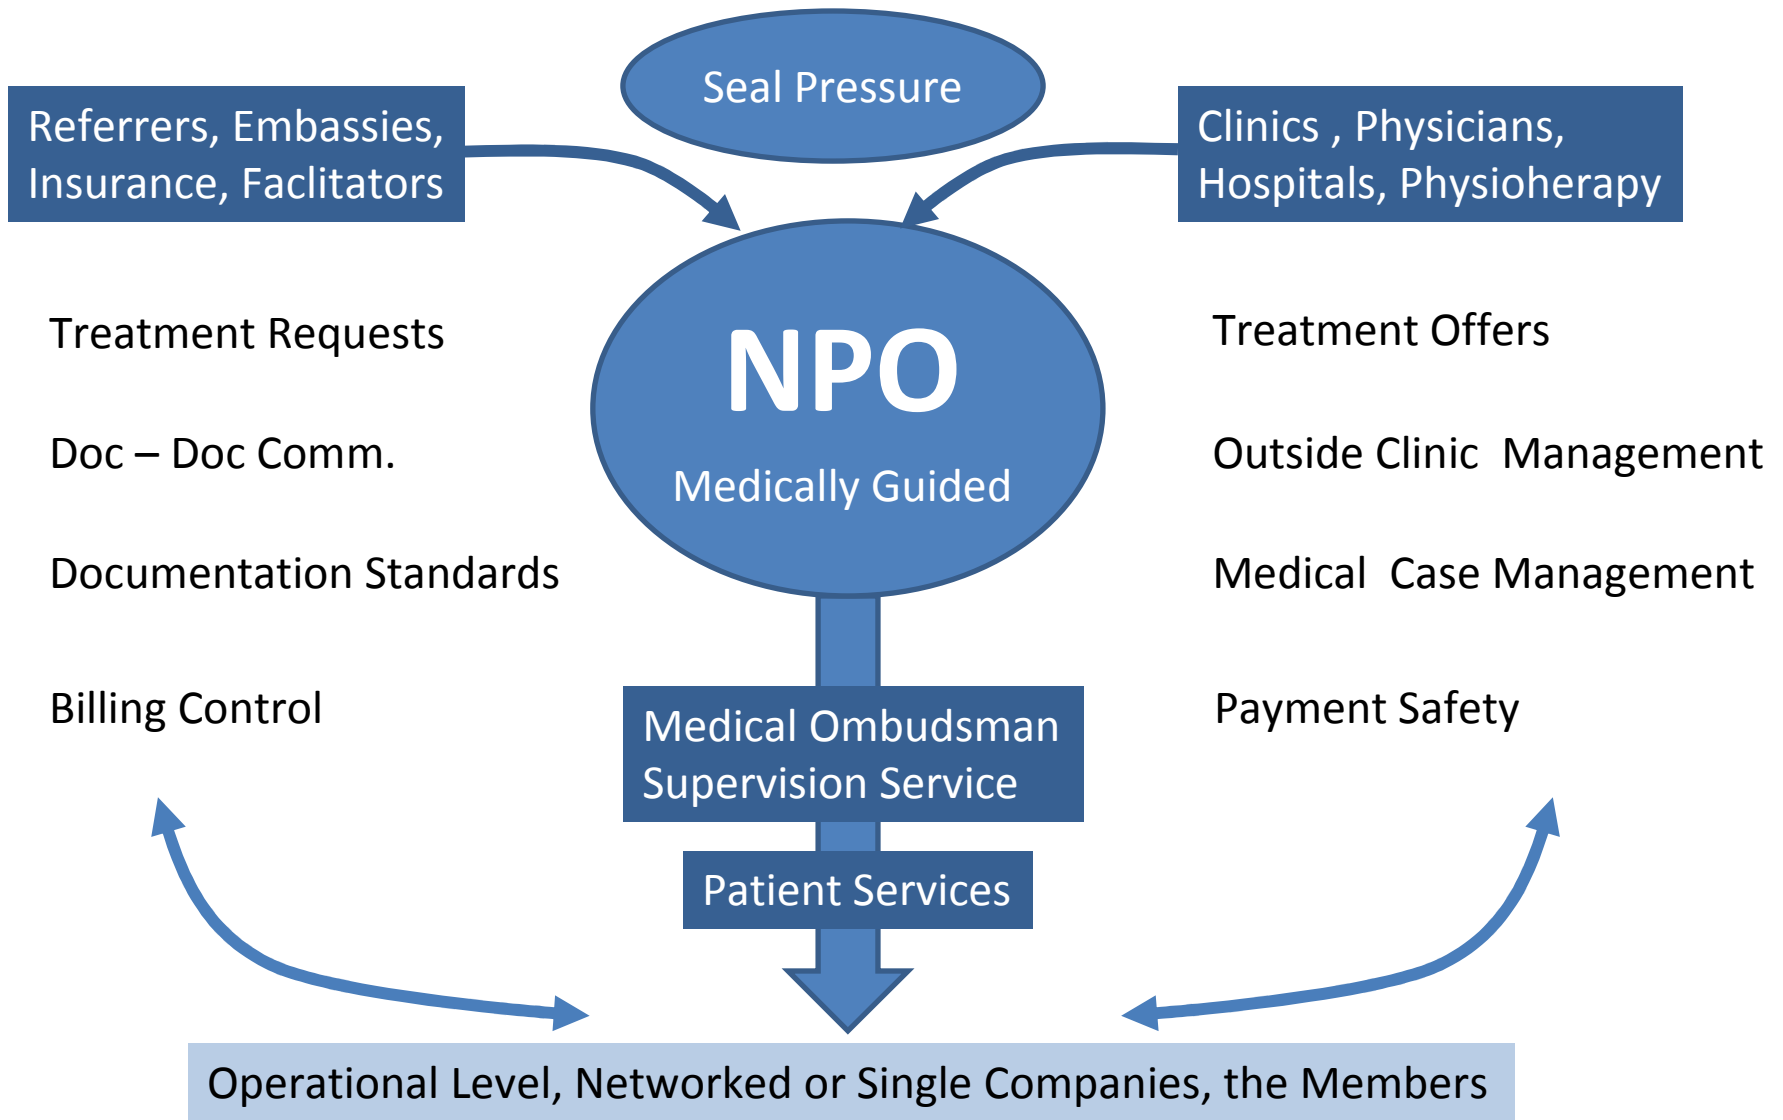 Seal Pressure
Referrers, Embassies,
Insurance, Faclitators
Clinics , Physicians,
Hospitals, Physioherapy
NPO
Medically Guided
Treatment Requests
Doc – Doc Comm.
Documentation Standards
Billing Control
Treatment Offers
Outside Clinic  Management
Medical  Case Management
Payment Safety
Medical Ombudsman
Supervision Service
Patient Services
Operational Level, Networked or Single Companies, the Members